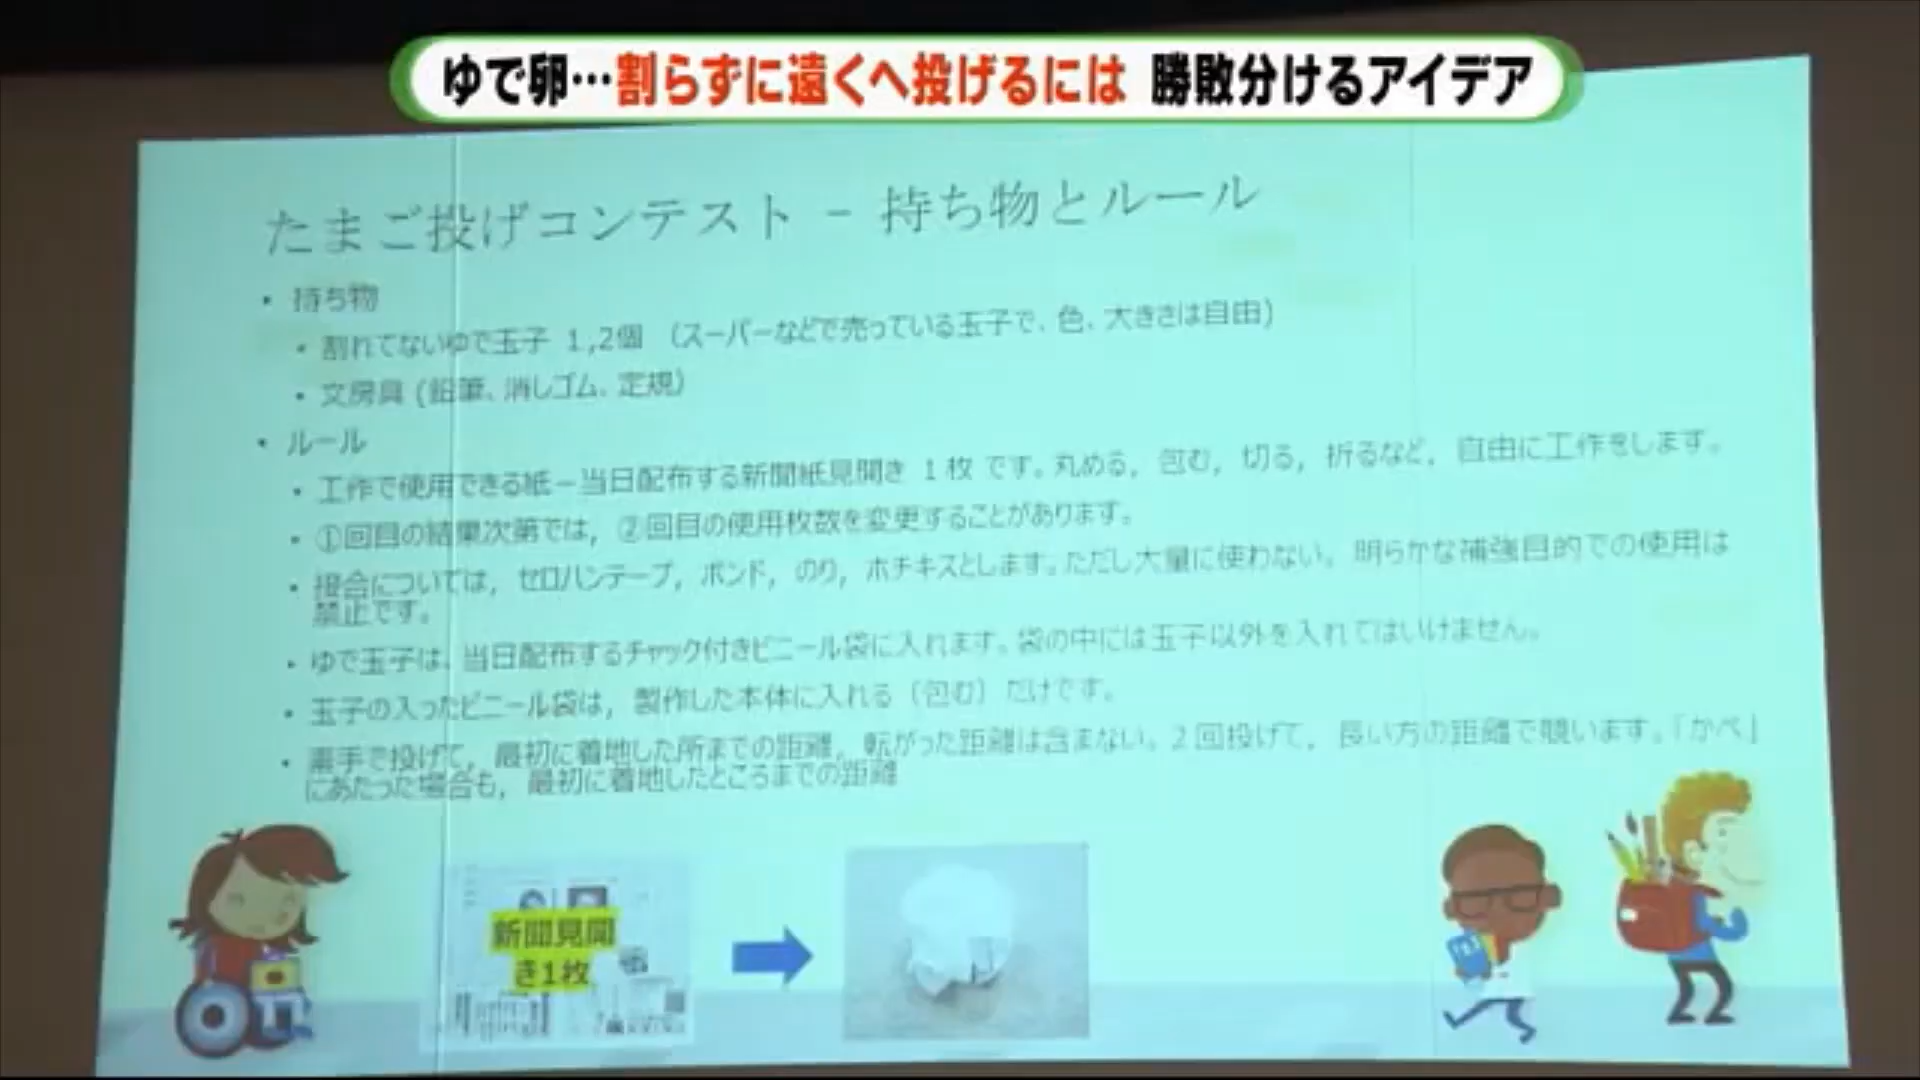 ゆで卵…割らずに遠くへ投げるには 勝敗分けるアイデア
たまご投げコンテスト － 持ち物とルール
• 持ち物
• 割れてないゆで玉子 1,2個 （スーパーなどで売っている玉子で、色、大きさは自由）
• 文房具 (鉛筆、消しゴム、定規）
• ルール
• 工作で使用できる紙－当日配布する新聞紙見開き 1枚 です。丸める，包む，切る，折るなど，自由に工作をします。
• ①回目の結果次第では，②回目の使用枚数を変更することがあります。
• 接合については，セロハンテープ，ボンド，のり，ホチキスとします。ただし大量に使わない。明らかな補強目的での使用は
禁止です。
• ゆで玉子は、当日配布するチャック付きビニール袋に入れます。袋の中には玉子以外を入れてはいけません。
• 玉子の入ったビニール袋は，製作した本体に入れる（包む）だけです。
• 素手で投げて，最初に着地した所までの距離，転がった距離は含まない。2回投げて，長い方の距離で競います。「かべ」
にあたった場合も，最初に着地したところまでの距離
新聞見開
き1枚